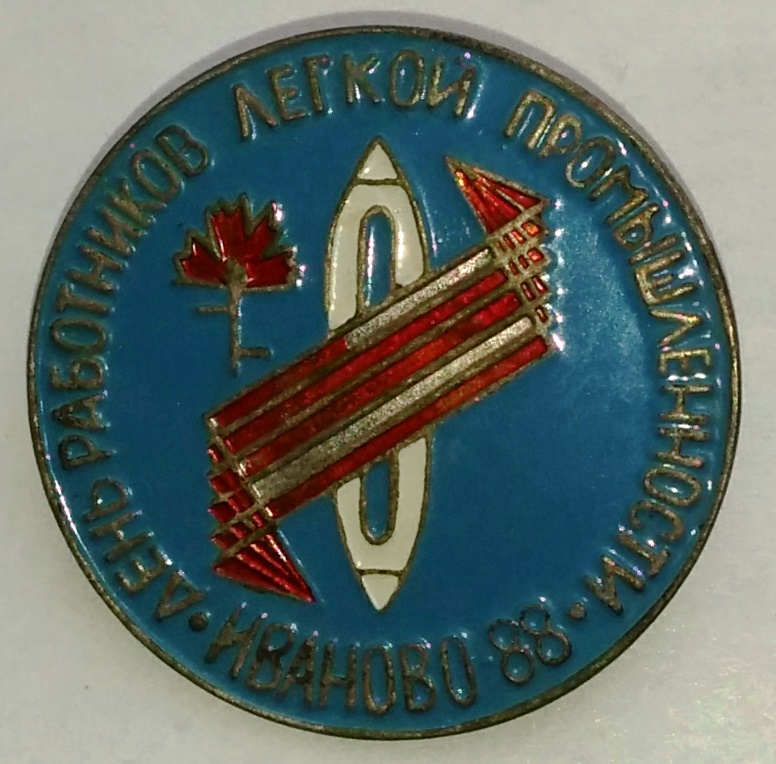 ДЕНЬ РАБОТНИКОВ ЛЕГКОЙ ПРОМЫШЛЕННОСТИ
• ИВАНОВО 88 •